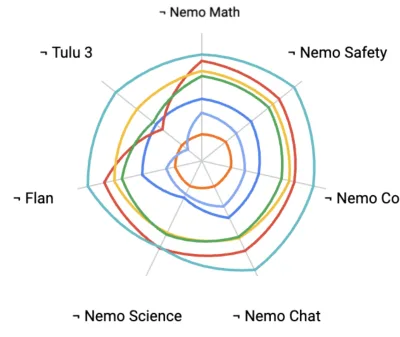 ¬ Nemo Math
¬ Tulu 3
¬ Nemo Safety
¬ Flan
¬ Nemo Co
¬ Nemo Science
¬ Nemo Chat